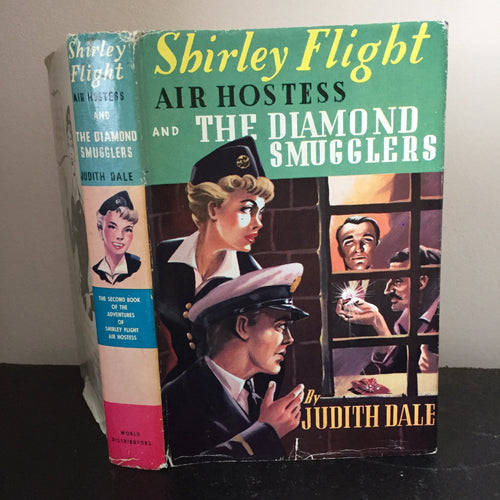 Shirley
Flight
AIR HOSTESS
AND
THE DIAMOND
SMUGGLERS
JUDITH DALE
THE SECOND BOOK
OF THE
ADVENTURES OF
SHIRLEY FLIGHT
AIR HOSTESS
WORLD
DISTRIBUTORS
Shirley Flight
AIR HOSTESS
AND THE DIAMOND
SMUGGLERS
By
JUDITH DALE